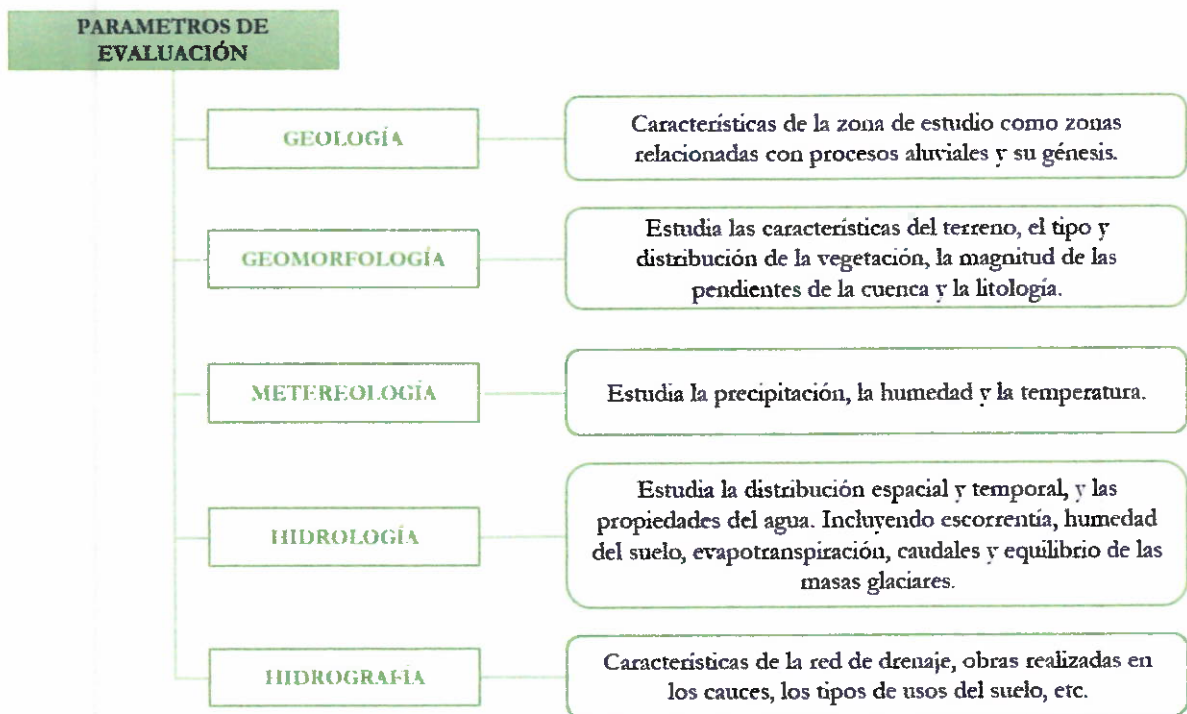 PARAMETROS DE
EVALUACIÓN
GEOLOGÍA
Características de la zona de estudio como zonas
relacionadas con procesos aluviales y su génesis.
GEOMORFOLOGÍA
Estudia las características del terreno, el tipo y
distribución de la vegetación, la magnitud de las
pendientes de la cuenca y la litología.
METEREOLOGÍA
Estudia la precipitación, la humedad y la temperatura.
HIDROLOGÍA
Estudia la distribución espacial y temporal, y las
propiedades del agua. Incluyendo escorrentía, humedad
del suelo, evapotranspiración, caudales y equilibrio de las
masas glaciares.
HIDROGRAFÍA
Características de la red de drenaje, obras realizadas en
los cauces, los tipos de usos del suelo, etc.